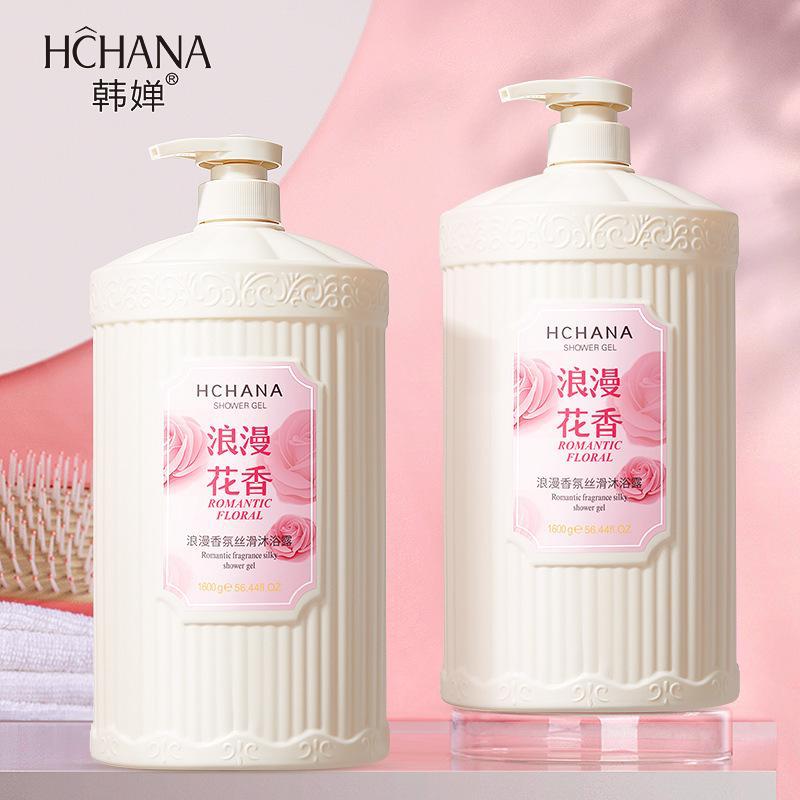 HCHANA
韩婵®
HCHANA
SHOWER GEL
浪漫
花香
ROMANTIC
FLORAL
浪漫香氛丝滑沐浴露
Romantic fragrance silky
shower gel
1600g℮56.44fl.OZ
HCHANA
SHOWER GEL
浪漫
花香
ROMANTIC
FLORAL
浪漫香氛丝滑沐浴露
Romantic fragrance silky
shower gel
1600g℮56.44fl.OZ